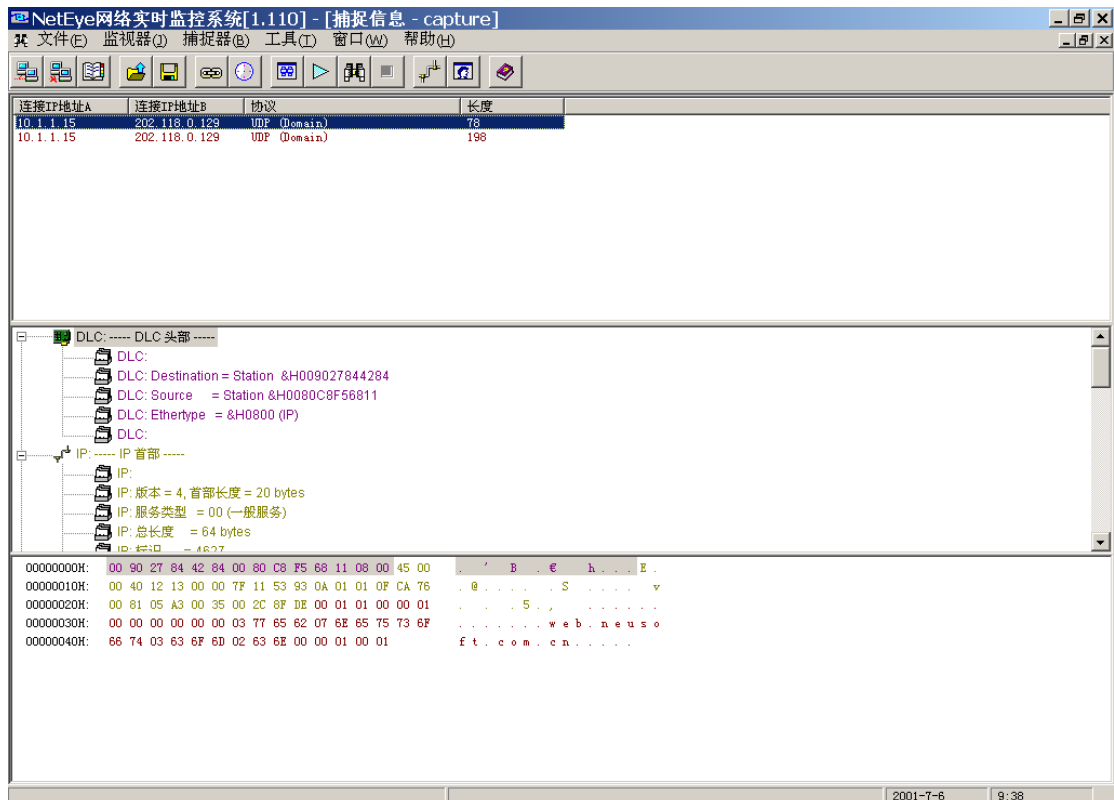 NetEye网络实时监控系统[1.110] - [捕捉信息 - capture]
文件(F) 监视器(J) 捕捉器(B) 工具(T) 窗口(W) 帮助(H)
连接IP地址A 连接IP地址B 协议 长度
10.1.1.15 202.118.0.129 UDP (Domain) 78
10.1.1.15 202.118.0.129 UDP (Domain) 198
DLC: ----- DLC 头部 -----
DLC:
DLC: Destination = Station &H009027844284
DLC: Source = Station &H0080C8F56811
DLC: Ethertype = &H0800 (IP)
DLC:
IP: ----- IP 首部 -----
IP:
IP: 版本 = 4, 首部长度 = 20 bytes
IP: 服务类型 = 00 (一般服务)
IP: 总长度 = 64 bytes
IP: 标识 = 4627
00000000H: 00 90 27 84 42 84 00 80 C8 F5 68 11 08 00 45 00 . ' B . € h . . . E .
00000010H: 00 40 12 13 00 00 7F 11 53 93 0A 01 01 0F CA 76 . @ . . . . . S . . . . v
00000020H: 00 81 05 A3 00 35 00 2C 8F DE 00 01 01 00 00 01 . . . 5 . , . . . . . .
00000030H: 00 00 00 00 00 00 03 77 65 62 07 6E 65 75 73 6F . . . . . . . w e b . n e u s o
00000040H: 66 74 03 63 6F 6D 02 63 6E 00 00 01 00 01 f t . c o m . c n . . . . .
2001-7-6 9:38